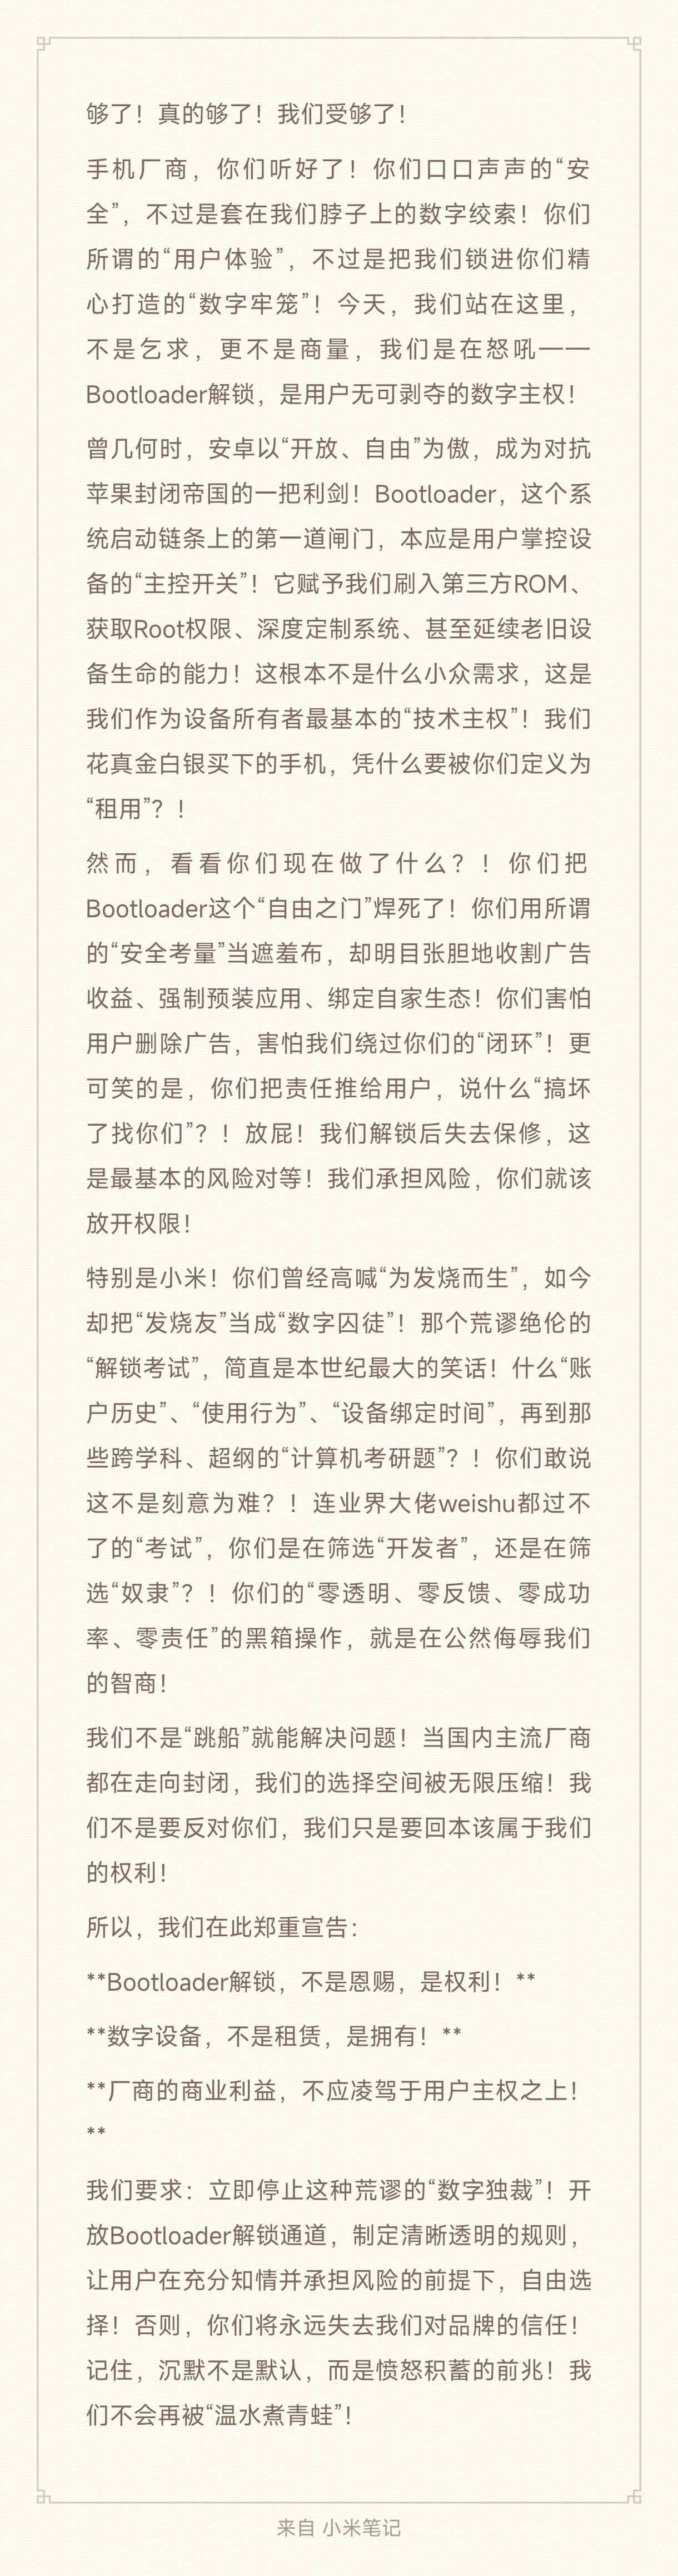 够了！真的够了！我们受够了！
手机厂商，你们听好了！你们口口声声的“安
全”，不过是套在我们脖子上的数字绞索！你们
所谓的“用户体验”，不过是把我们锁进你们精
心打造的“数字牢笼”！今天，我们站在这里，
不是乞求，更不是商量，我们是在怒吼——
Bootloader解锁，是用户无可剥夺的数字主权！
曾几何时，安卓以“开放、自由”为傲，成为对抗
苹果封闭帝国的一把利剑！Bootloader，这个系
统启动链条上的第一道闸门，本应是用户掌控设
备的“主控开关”！它赋予我们刷入第三方ROM、
获取Root权限、深度定制系统、甚至延续老旧设
备生命的能力！这根本不是什么小众需求，这是
我们作为设备所有者最基本的“技术主权”！我们
花真金白银买下的手机，凭什么要被你们定义为
“租用”？！
然而，看看你们现在做了什么？！你们把
Bootloader这个“自由之门”焊死了！你们用所谓
的“安全考量”当遮羞布，却明目张胆地收割广告
收益、强制预装应用、绑定自家生态！你们害怕
用户删除广告，害怕我们绕过你们的“闭环”！更
可笑的是，你们把责任推给用户，说什么“搞坏
了找你们”？！放屁！我们解锁后失去保修，这
是最基本的风险对等！我们承担风险，你们就该
放开权限！
特别是小米！你们曾经高喊“为发烧而生”，如今
却把“发烧友”当成“数字囚徒”！那个荒谬绝伦的
“解锁考试”，简直是本世纪最大的笑话！什么“账
户历史”、“使用行为”、“设备绑定时间”，再到那
些跨学科、超纲的“计算机考研题”？！你们敢说
这不是刻意为难？！连业界大佬weishu都过不
了的“考试”，你们是在筛选“开发者”，还是在筛
选“奴隶”？！你们的“零透明、零反馈、零成功
率、零责任”的黑箱操作，就是在公然侮辱我们
的智商！
我们不是“跳船”就能解决问题！当国内主流厂商
都在走向封闭，我们的选择空间被无限压缩！我
们不是要反对你们，我们只是要回本该属于我们
的权利！
所以，我们在此郑重宣告：
**Bootloader解锁，不是恩赐，是权利！**
**数字设备，不是租赁，是拥有！**
**厂商的商业利益，不应凌驾于用户主权之上！
**
我们要求：立即停止这种荒谬的“数字独裁”！开
放Bootloader解锁通道，制定清晰透明的规则，
让用户在充分知情并承担风险的前提下，自由选
择！否则，你们将永远失去我们对品牌的信任！
记住，沉默不是默认，而是愤怒积蓄的前兆！我
们不会再被“温水煮青蛙”！
来自 小米笔记